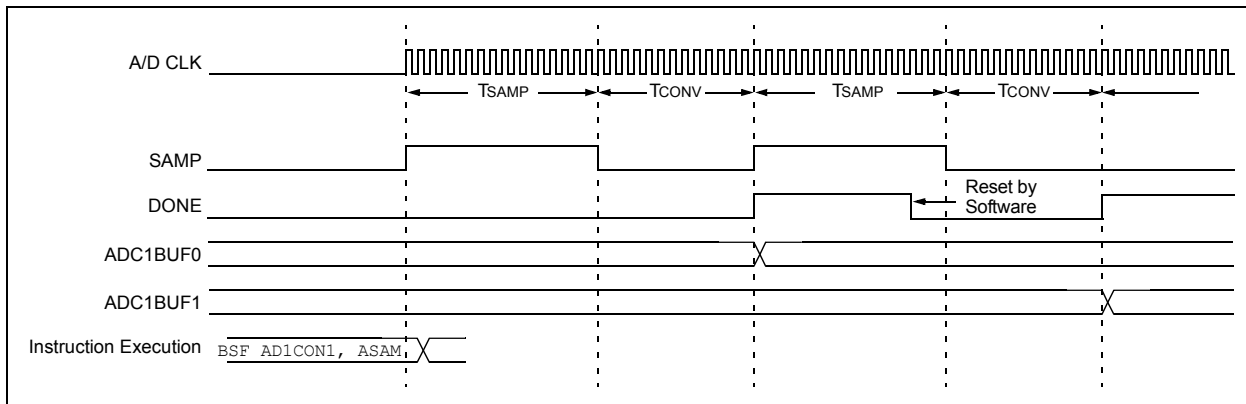 A/D CLK
TSAMP TCONV TSAMP TCONV
SAMP
DONE
Reset by
Software
ADC1BUF0
ADC1BUF1
Instruction Execution BSF AD1CON1, ASAM